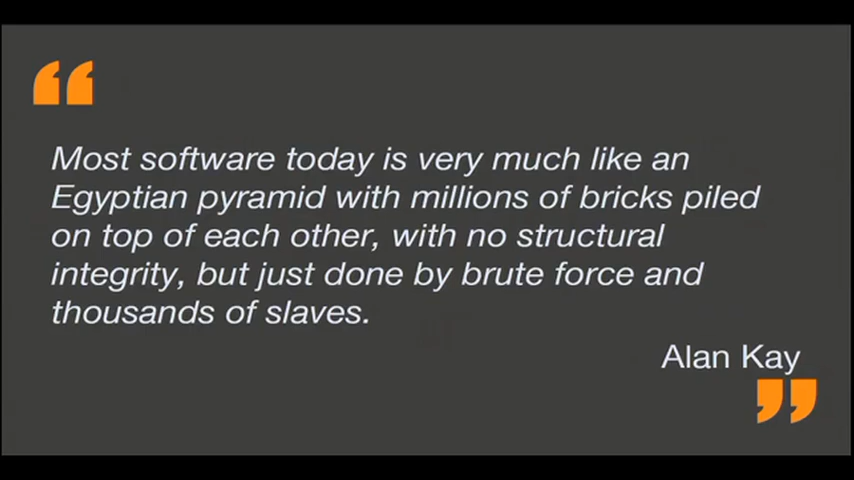 “
Most software today is very much like an
Egyptian pyramid with millions of bricks piled
on top of each other, with no structural
integrity, but just done by brute force and
thousands of slaves.
Alan Kay
”